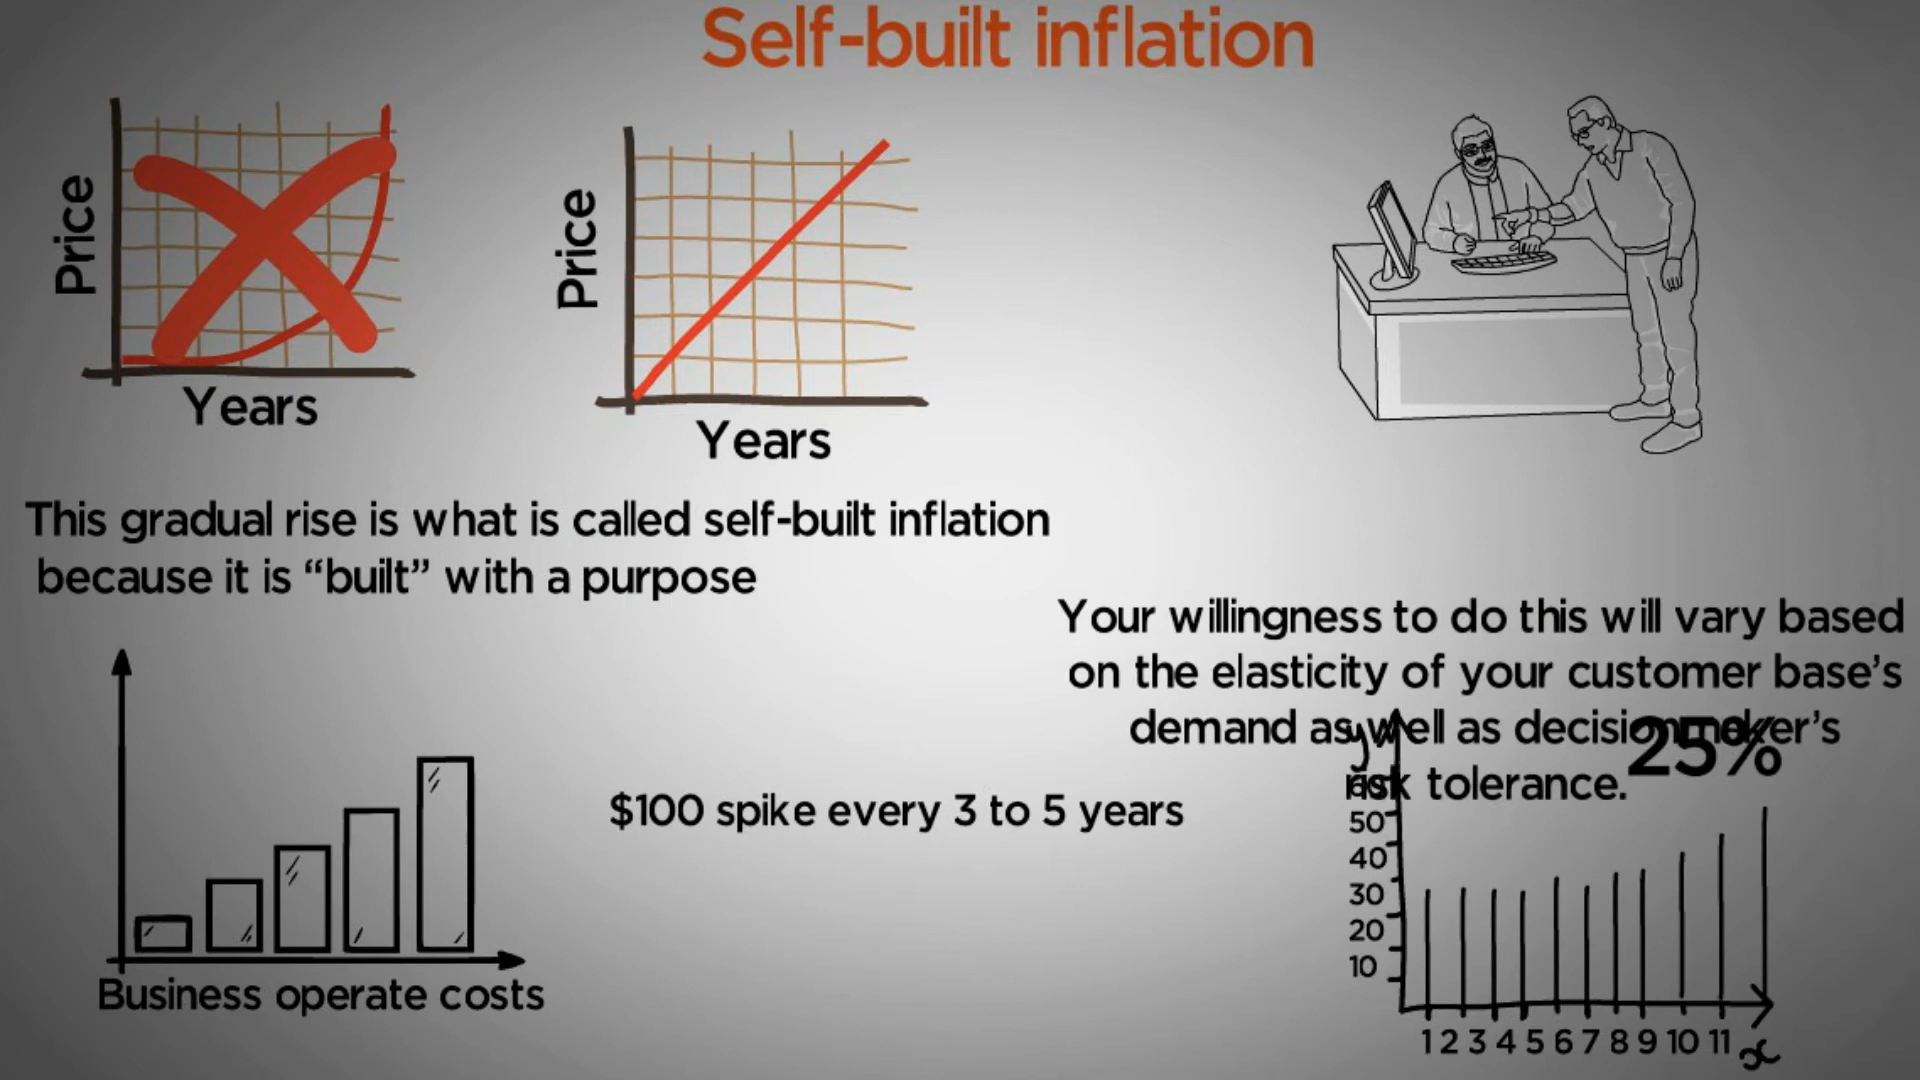 Self-built inflation
Price
Years
Price
Years
This gradual rise is what is called self-built inflation
because it is “built” with a purpose
Your willingness to do this will vary based
on the elasticity of your customer base’s
demand as well as decision maker’s
risk tolerance.
25%
$100 spike every 3 to 5 years
Business operate costs
y
50
40
30
20
10
1 2 3 4 5 6 7 8 9 10 11
x